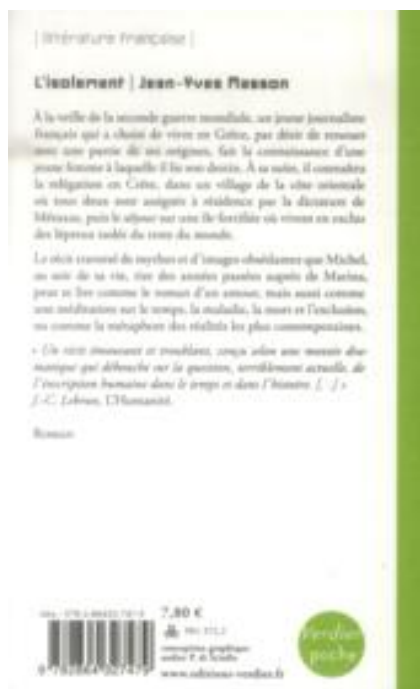 | littérature française |
L'isolement | Jean-Yves Masson
À la veille de la seconde guerre mondiale, un jeune journaliste
français qui a choisi de vivre en Grèce, par désir de renouer
avec une partie de ses origines, fait la connaissance d'une
jeune femme à laquelle il lie son destin. À sa suite, il connaîtra
la relégation en Crète, dans un village de la côte orientale
où tous deux sont assignés à résidence par la dictature de
Métaxas, puis le séjour sur une île fortifiée où vivent en reclus
des lépreux isolés du reste du monde.
Le récit traversé de mythes et d'images obsédantes que Michel,
au soir de sa vie, tire des années passées auprès de Marina,
peut se lire comme le roman d'un amour, mais aussi comme
une méditation sur le temps, la maladie, la mort et l'exclusion,
ou comme la métaphore des réalités les plus contemporaines.
« Un récit émouvant et troublant, conçu selon une montée dra-
matique qui débouche sur la question, terriblement actuelle, de
l'inscription humaine dans le temps et dans l'histoire. [...] »
J.-C. Lebrun, L'Humanité.
Roman
7,80 €
conception graphique
www.editions-verdier.fr
Verdier
poche